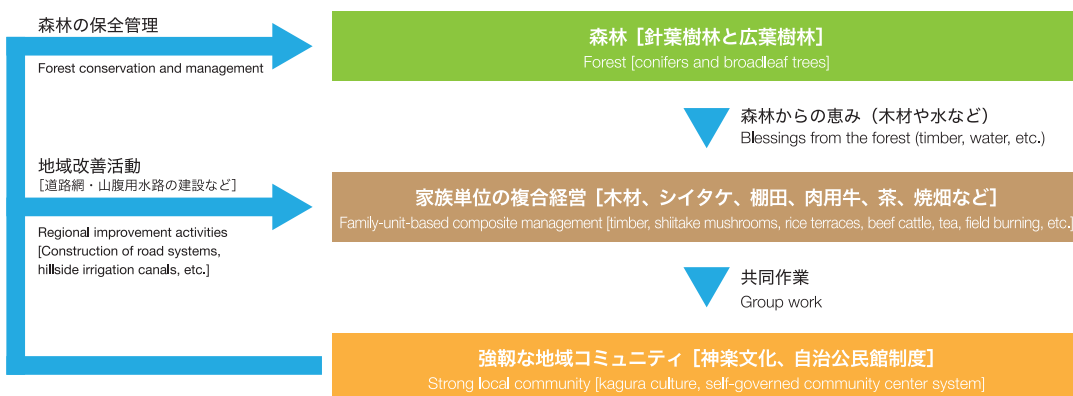 森林の保全管理
Forest conservation and management
森林［針葉樹林と広葉樹林］
Forest [conifers and broadleaf trees]
森林からの恵み（木材や水など）
Blessings from the forest (timber, water, etc.)
地域改善活動
［道路網・山腹用水路の建設など］
Regional improvement activities
[Construction of road systems,
hillside irrigation canals, etc.]
家族単位の複合経営［木材、シイタケ、棚田、肉用牛、茶、焼畑など］
Family-unit-based composite management [timber, shiitake mushrooms, rice terraces, beef cattle, tea, field burning, etc.]
共同作業
Group work
強靱な地域コミュニティ［神楽文化、自治公民館制度］
Strong local community [kagura culture, self-governed community center system]